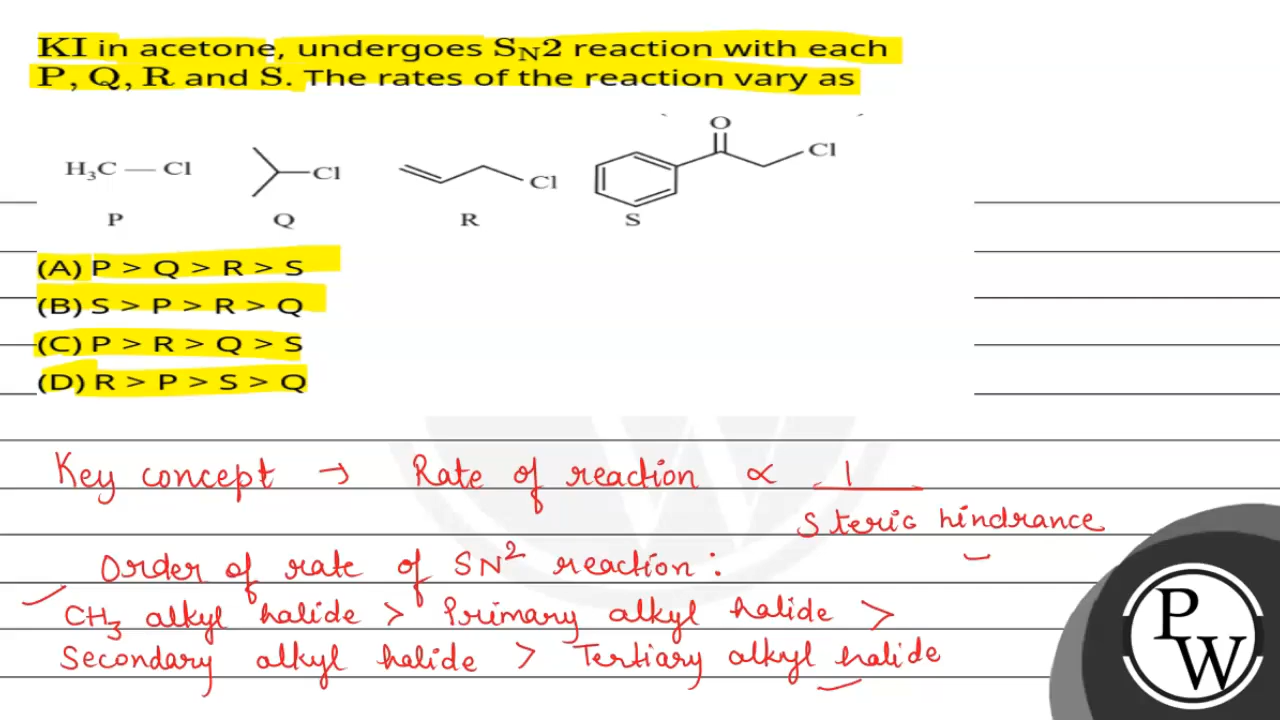 KI in acetone, undergoes S_N2 reaction with each
P, Q, R and S. The rates of the reaction vary as
H₃C — Cl
Cl
Cl
O
Cl
P
Q
R
S
(A) P > Q > R > S
(B) S > P > R > Q
(C) P > R > Q > S
(D) R > P > S > Q
Key concept → Rate of reaction ∝ 1
Steric hindrance
Order of rate of SN² reaction :
CH₃ alkyl halide > Primary alkyl halide >
Secondary alkyl halide > Tertiary alkyl halide
P
W